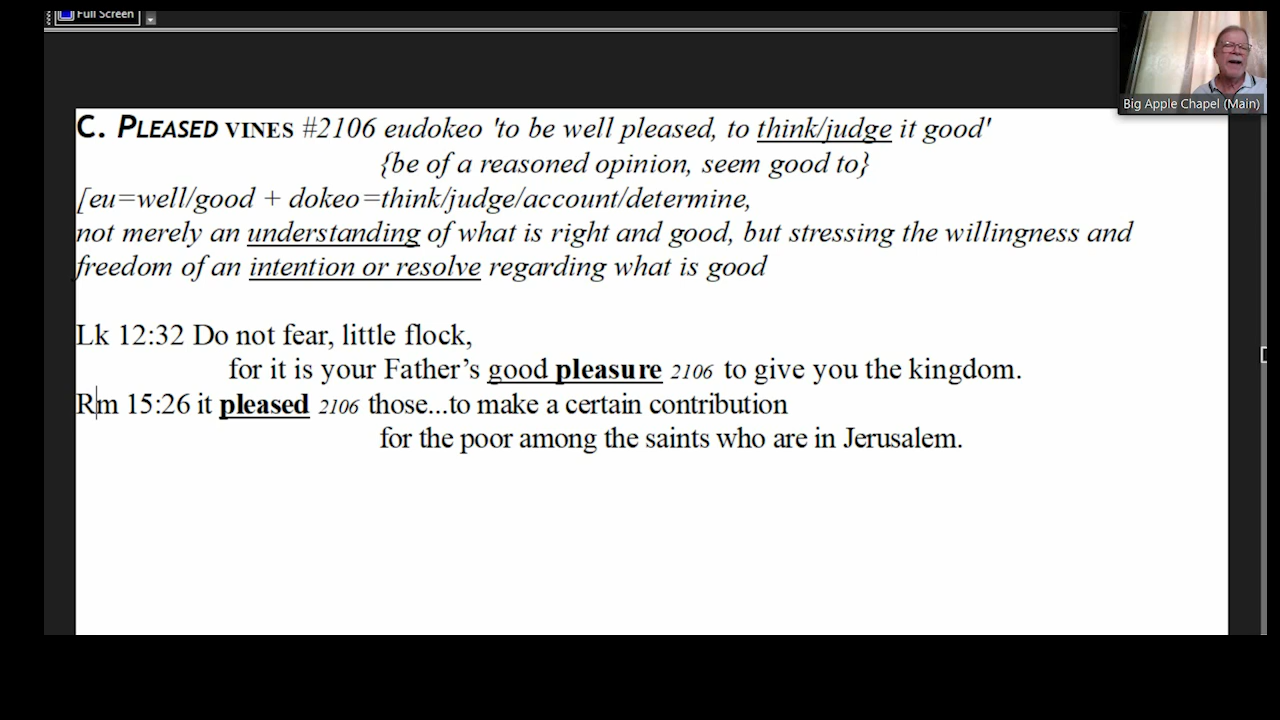 Full Screen
Big Apple Chapel (Main)
C. PLEASED VINES #2106 eudokeo 'to be well pleased, to think/judge it good'
{be of a reasoned opinion, seem good to}
[eu=well/good + dokeo=think/judge/account/determine,
not merely an understanding of what is right and good, but stressing the willingness and
freedom of an intention or resolve regarding what is good
Lk 12:32 Do not fear, little flock,
for it is your Father’s good pleasure 2106 to give you the kingdom.
Rm 15:26 it pleased 2106 those...to make a certain contribution
for the poor among the saints who are in Jerusalem.